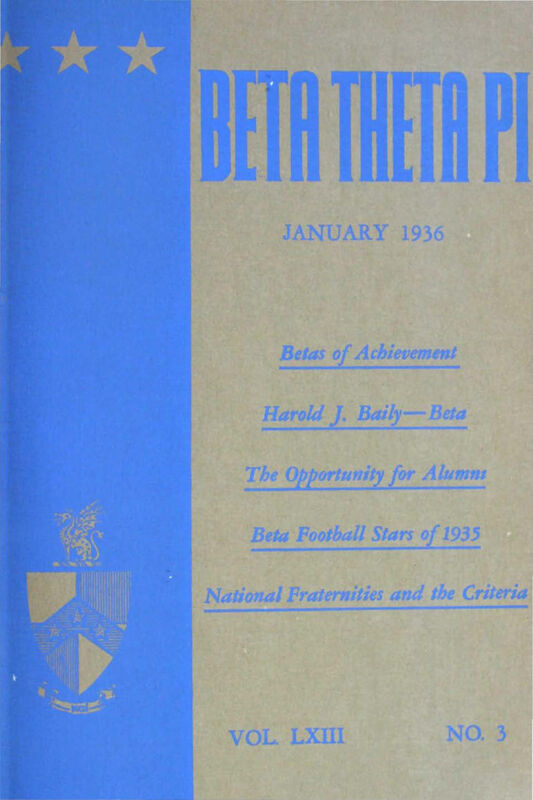 BETA THETA PI
JANUARY 1936
Betas of Achievement
Harold J. Baily—Beta
The Opportunity for Alumni
Beta Football Stars of 1935
National Fraternities and the Criteria
VOL. LXIII NO. 3